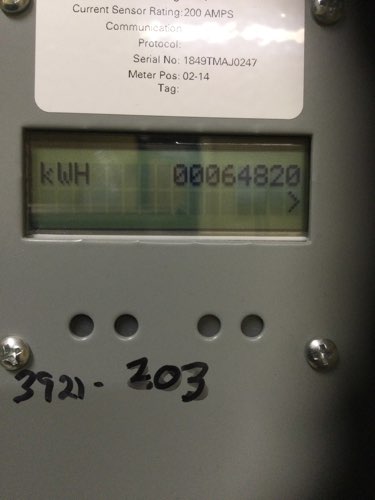 Current Sensor Rating: 200 AMPS
Communication
Protocol:
Serial No: 1849TMAJ0247
Meter Pos: 02-14
Tag:
kWH 00064820
>
3921- 203